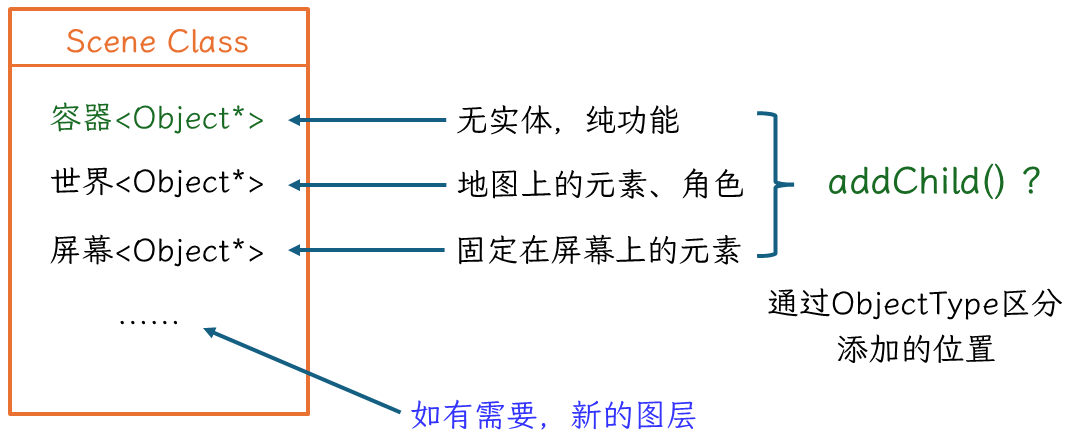 Scene Class
容器<Object*>
无实体，纯功能
世界<Object*>
地图上的元素、角色
addChild() ?
屏幕<Object*>
固定在屏幕上的元素
……
通过ObjectType区分
添加的位置
如有需要，新的图层